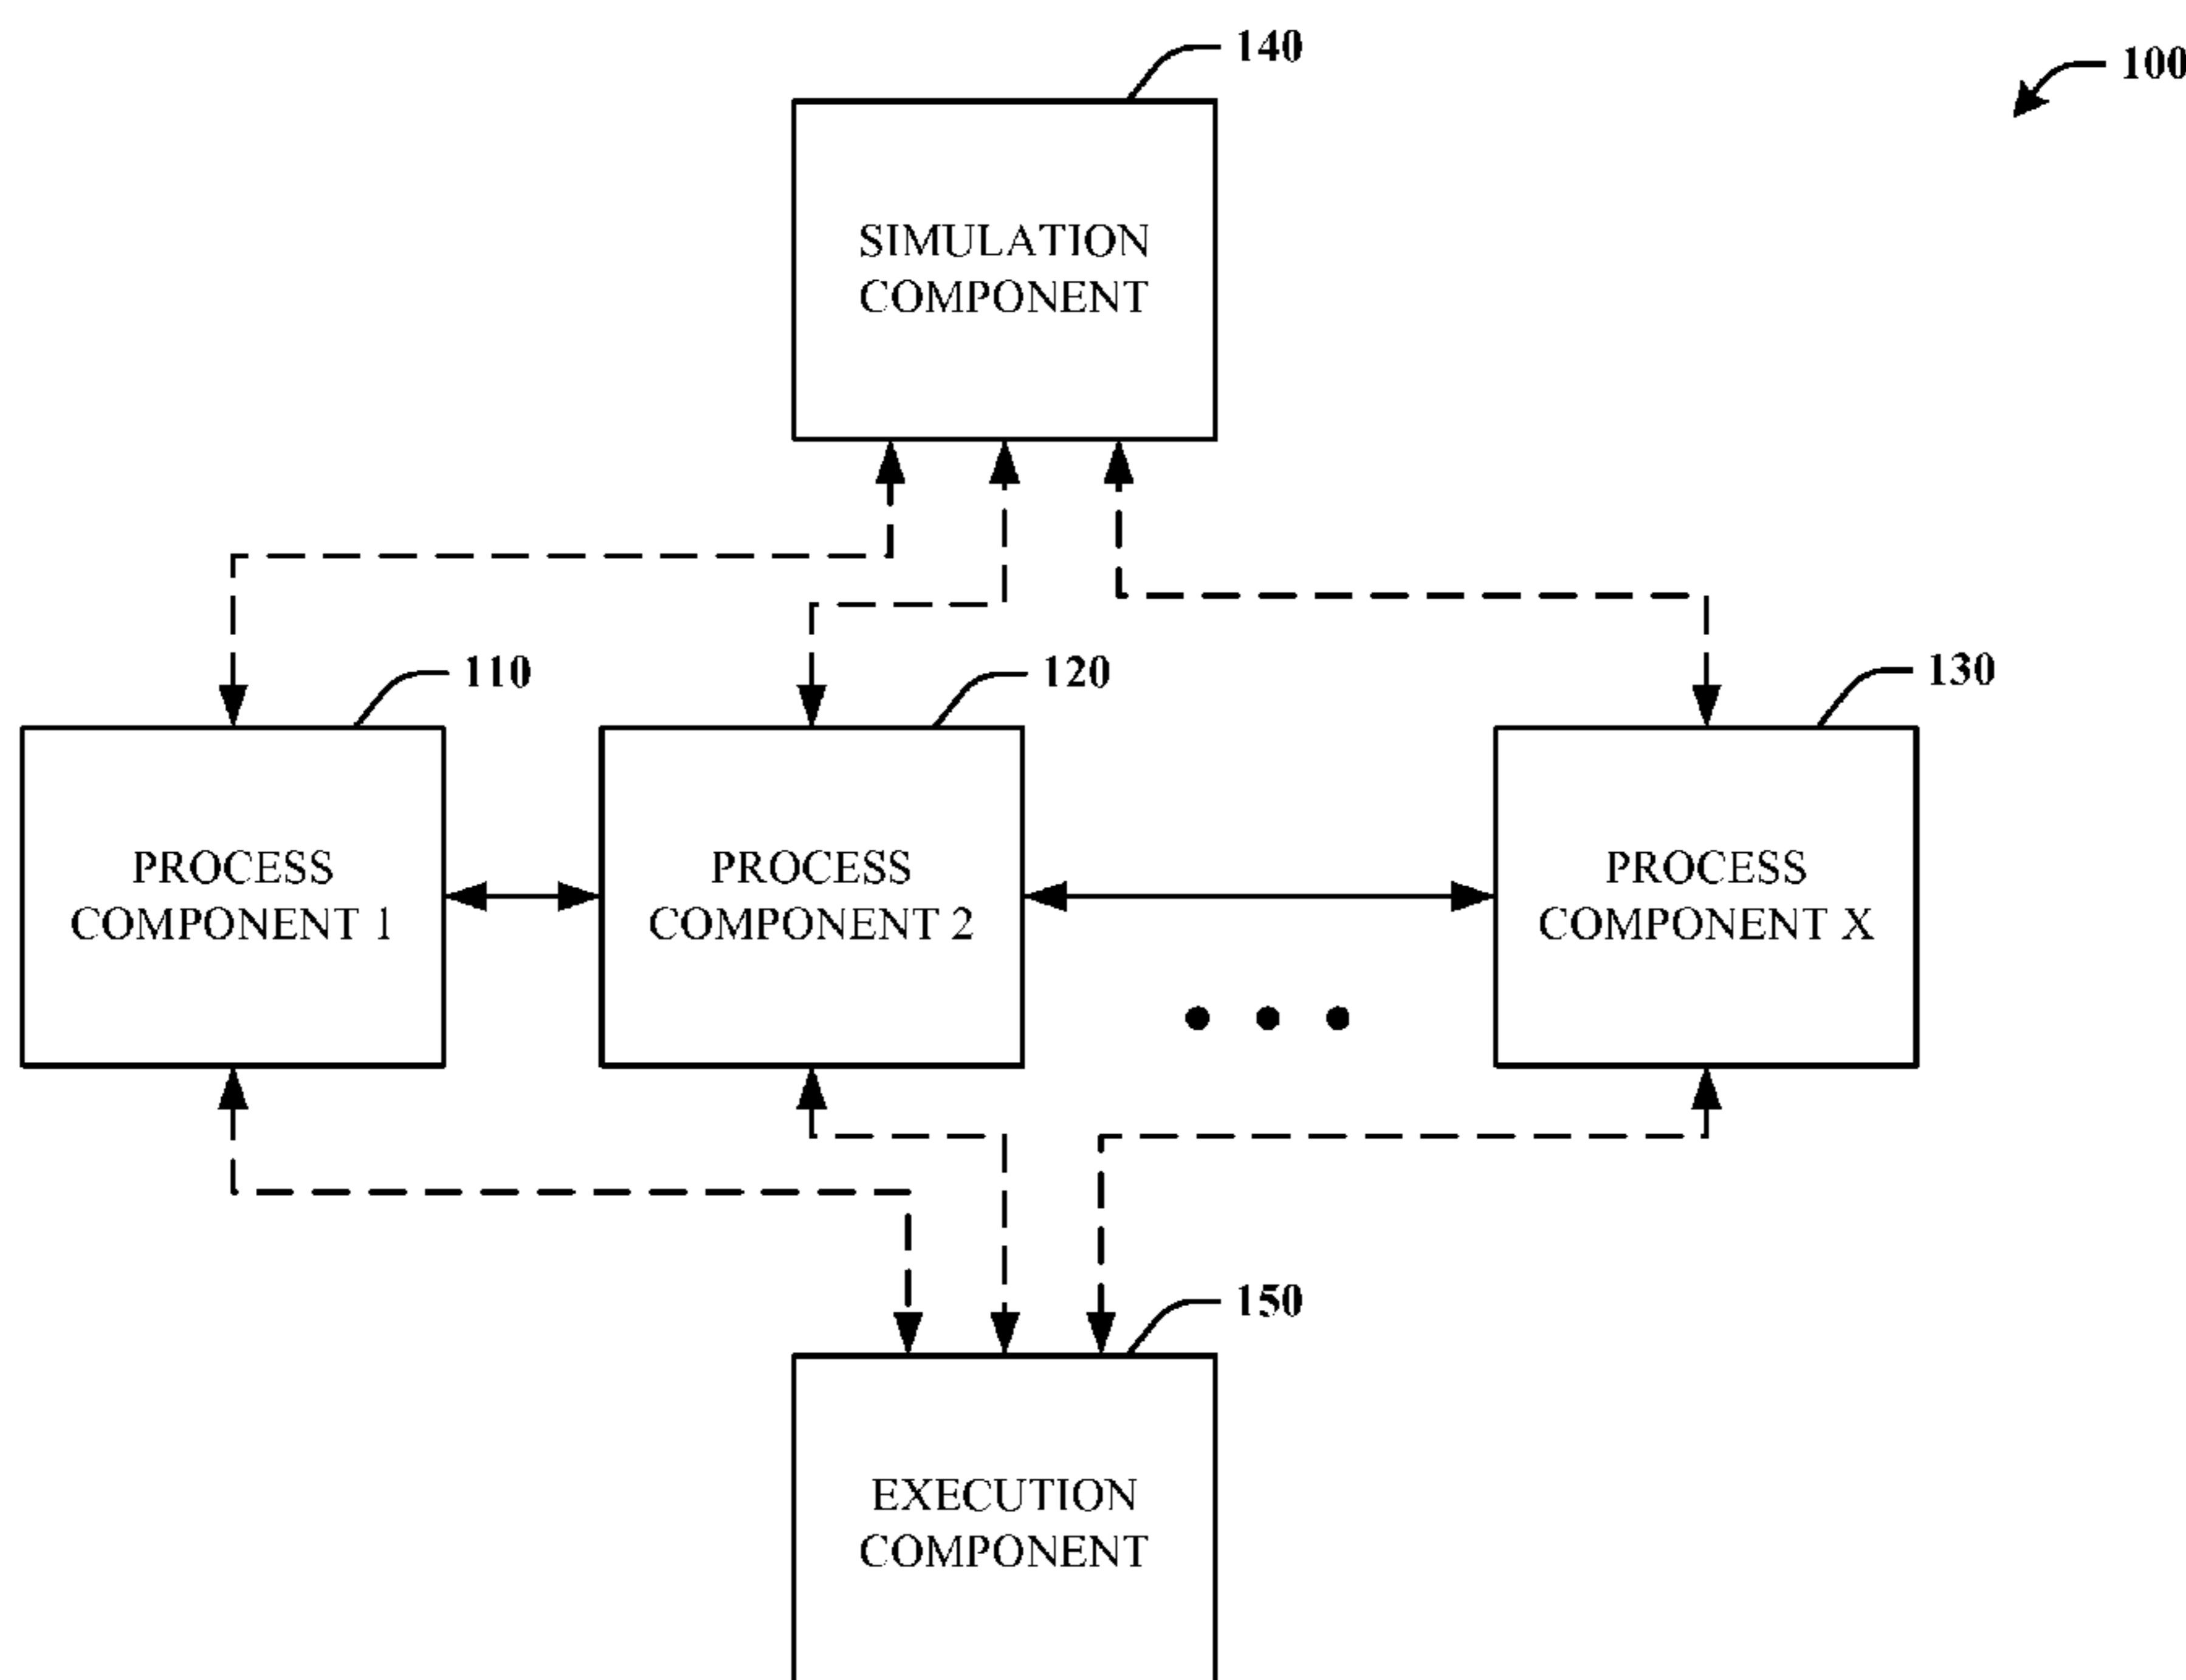 140
100
SIMULATION
COMPONENT
110
120
130
PROCESS
COMPONENT 1
PROCESS
COMPONENT 2
PROCESS
COMPONENT X
150
EXECUTION
COMPONENT